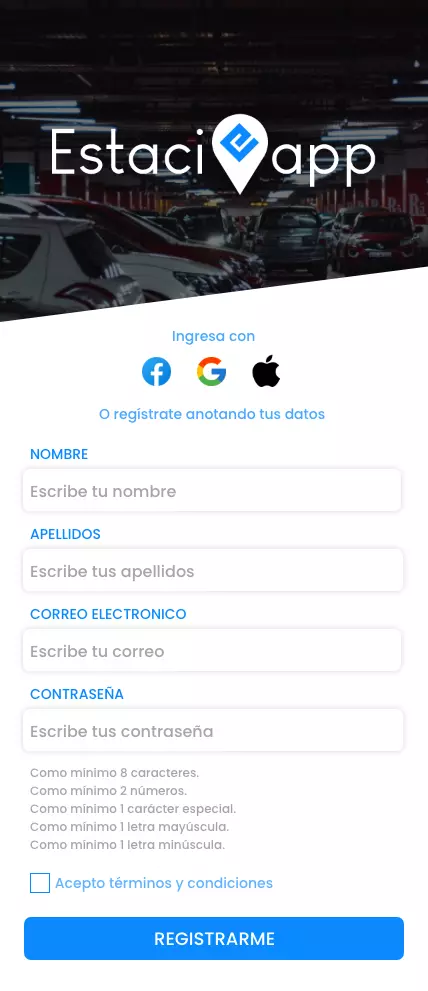 Estaci app
Ingresa con
O regístrate anotando tus datos
NOMBRE
Escribe tu nombre
APELLIDOS
Escribe tus apellidos
CORREO ELECTRONICO
Escribe tu correo
CONTRASEÑA
Escribe tus contraseña
Como mínimo 8 caracteres.
Como mínimo 2 números.
Como mínimo 1 carácter especial.
Como mínimo 1 letra mayúscula.
Como mínimo 1 letra minúscula.
Acepto términos y condiciones
REGISTRARME